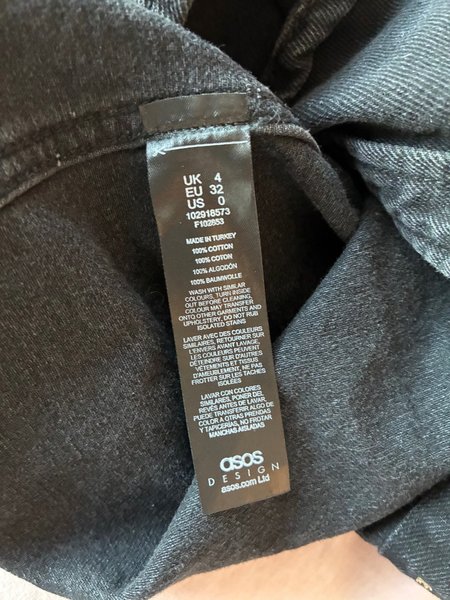 UK 4
EU 32
US 0
102918573
F102853
MADE IN TURKEY
100% COTTON
100% COTON
100% ALGODÓN
100% BAUMWOLLE
WASH WITH SIMILAR
COLOURS, TURN INSIDE
OUT BEFORE CLEANING,
COLOUR MAY TRANSFER
ONTO OTHER GARMENTS AND
UPHOLSTERY, DO NOT RUB
ISOLATED STAINS
LAVER AVEC DES COULEURS
SIMILAIRES, RETOURNER SUR
L'ENVERS AVANT LAVAGE,
LES COULEURS PEUVENT
DÉTEINDRE SUR D'AUTRES
VÊTEMENTS ET TISSUS
D'AMEUBLEMENT, NE PAS
FROTTER SUR LES TACHES
ISOLÉES
LAVAR CON COLORES
SIMILARES, PONER DEL
REVÉS ANTES DE LAVAR
PUEDE TRANSFERIR ALGO DE
COLOR A OTRAS PRENDAS
Y TAPICERÍAS, NO FROTAR
MANCHAS AISLADAS
asos
DESIGN
asos.com Ltd